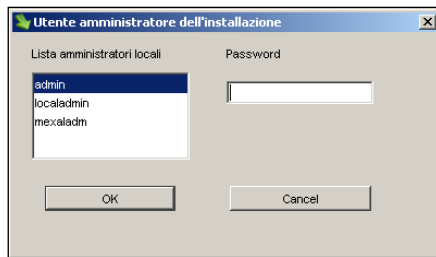 Utente amministratore dell'installazione
Lista amministratori locali
Password
admin
localadmin
mexaladm
OK
Cancel